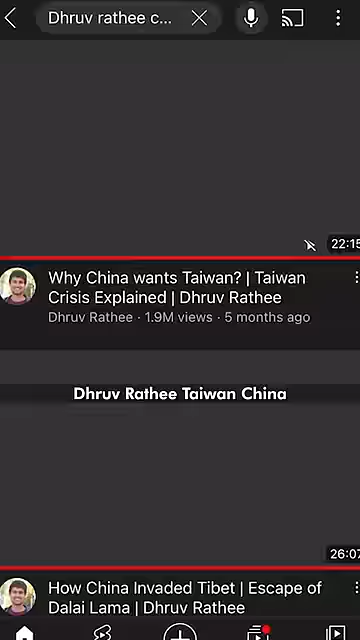 Dhruv rathee c...
22:15
Why China wants Taiwan? | Taiwan
Crisis Explained | Dhruv Rathee
Dhruv Rathee · 1.9M views · 5 months ago
Dhruv Rathee Taiwan China
26:07
How China Invaded Tibet | Escape of
Dalai Lama | Dhruv Rathee